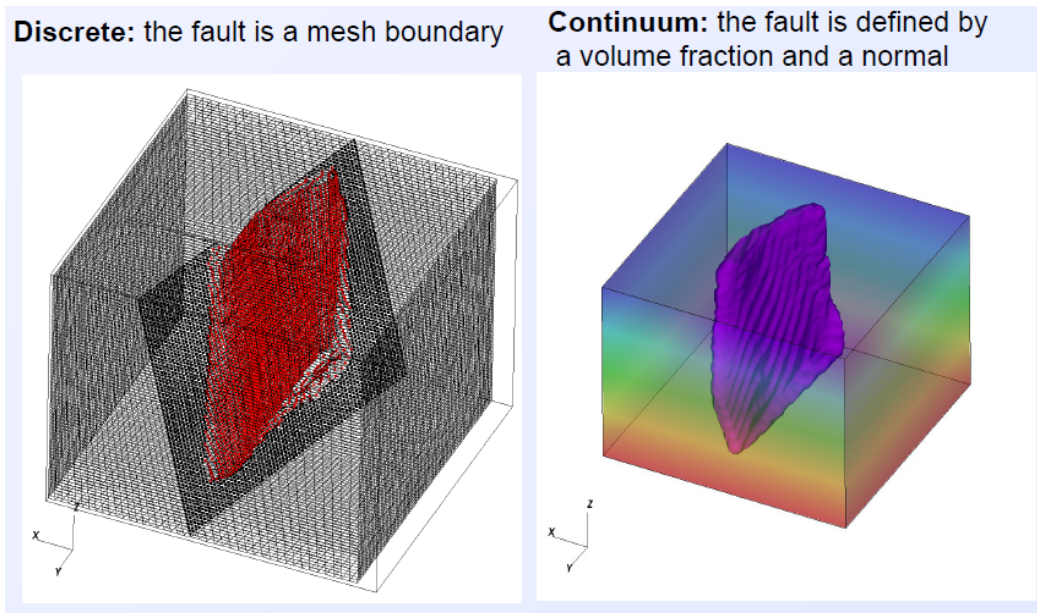 Discrete: the fault is a mesh boundary
Continuum: the fault is defined by
a volume fraction and a normal
Z
X
Y
Z
X
Y